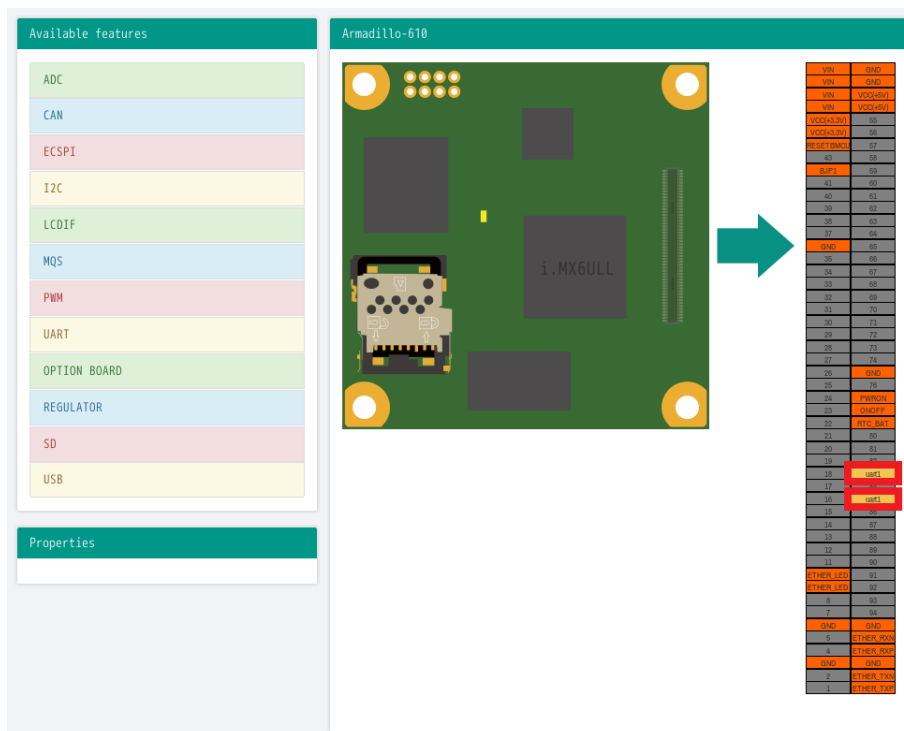 Available features
ADC
CAN
ECSPI
I2C
LCDIF
MQS
PWM
UART
OPTION BOARD
REGULATOR
SD
USB
Properties
Armadillo-610
i.MX6ULL
VIN GND
VIN GND
VIN VCC(+5V)
VIN VCC(+5V)
VCC(+3.3V) 55
VCC(+3.3V) 56
57
43 58
BJP1 59
41 60
40 61
39 62
38 63
37 64
GND 65
35 66
34 67
33 68
32 69
31 70
30 71
29 72
28 73
27 74
26 GND
25 76
24 PWRON
23 ONOFF
22 RTC_BAT
21 80
20 81
19
18 uart1
17
16 uart1
15 86
14 87
13 88
12 89
11 90
ETHER_LED 91
ETHER_LED 92
8 93
7 94
GND GND
5 ETHER_RXN
4 ETHER_RXP
GND GND
2 ETHER_TXN
1 ETHER_TXP